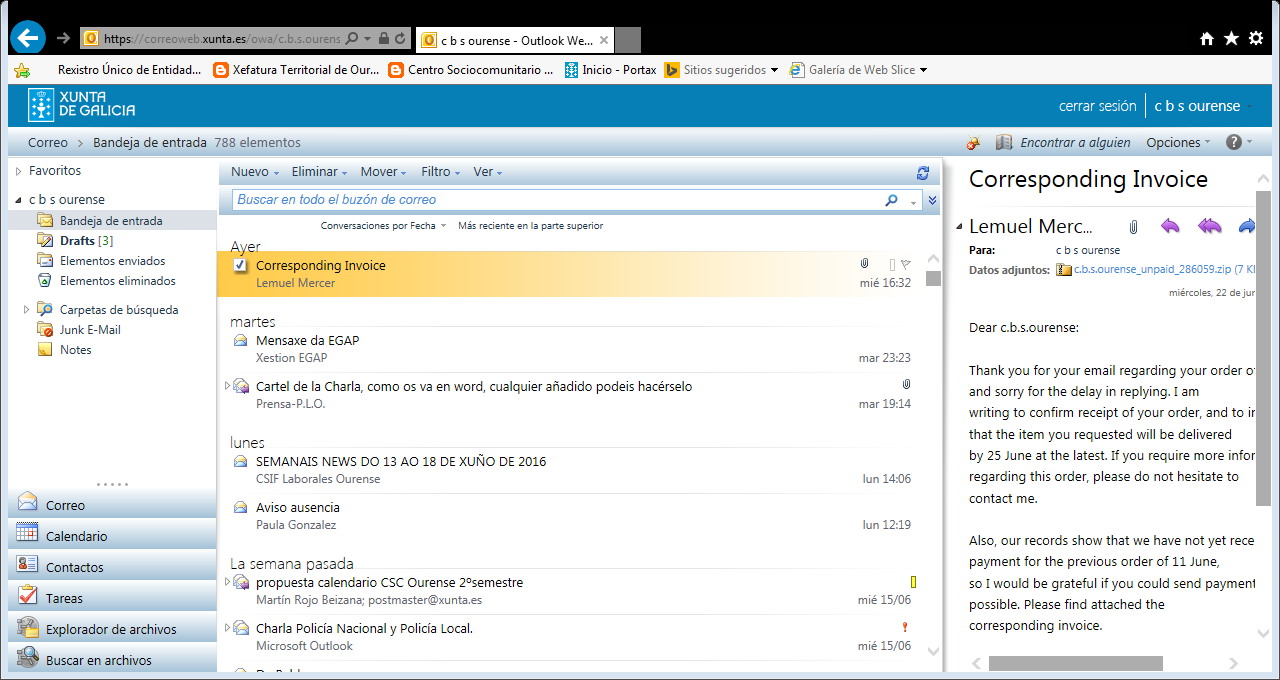 https://correoweb.xunta.es/owa/c.b.s.ourens
c b s ourense - Outlook We...
Rexistro Único de Entidad...
Xefatura Territorial de Our...
Centro Sociocomunitario ...
Inicio - Portax
Sitios sugeridos
Galería de Web Slice
XUNTA
DE GALICIA
cerrar sesión
c b s ourense
Correo > Bandeja de entrada 788 elementos
Encontrar a alguien
Opciones
Favoritos
c b s ourense
Bandeja de entrada
Drafts [3]
Elementos enviados
Elementos eliminados
Carpetas de búsqueda
Junk E-Mail
Notes
Correo
Calendario
Contactos
Tareas
Explorador de archivos
Buscar en archivos
Nuevo Eliminar Mover Filtro Ver
Buscar en todo el buzón de correo
Conversaciones por Fecha Más reciente en la parte superior
Ayer
Corresponding Invoice
Lemuel Mercer mié 16:32
martes
Mensaxe da EGAP
Xestion EGAP mar 23:23
Cartel de la Charla, como os va en word, cualquier añadido podeis hacérselo
Prensa-P.L.O. mar 19:14
lunes
SEMANAIS NEWS DO 13 AO 18 DE XUÑO DE 2016
CSIF Laborales Ourense lun 14:06
Aviso ausencia
Paula Gonzalez lun 12:19
La semana pasada
propuesta calendario CSC Ourense 2ºsemestre
Martín Rojo Beizana; postmaster@xunta.es mié 15/06
Charla Policía Nacional y Policía Local.
Microsoft Outlook mié 15/06
Corresponding Invoice
Lemuel Merc...
Para: c b s ourense
Datos adjuntos: c.b.s.ourense_unpaid_286059.zip (7 KI
miércoles, 22 de jun
Dear c.b.s.ourense:
Thank you for your email regarding your order of
and sorry for the delay in replying. I am
writing to confirm receipt of your order, and to in
that the item you requested will be delivered
by 25 June at the latest. If you require more infor
regarding this order, please do not hesitate to
contact me.
Also, our records show that we have not yet rece
payment for the previous order of 11 June,
so I would be grateful if you could send payment
possible. Please find attached the
corresponding invoice.